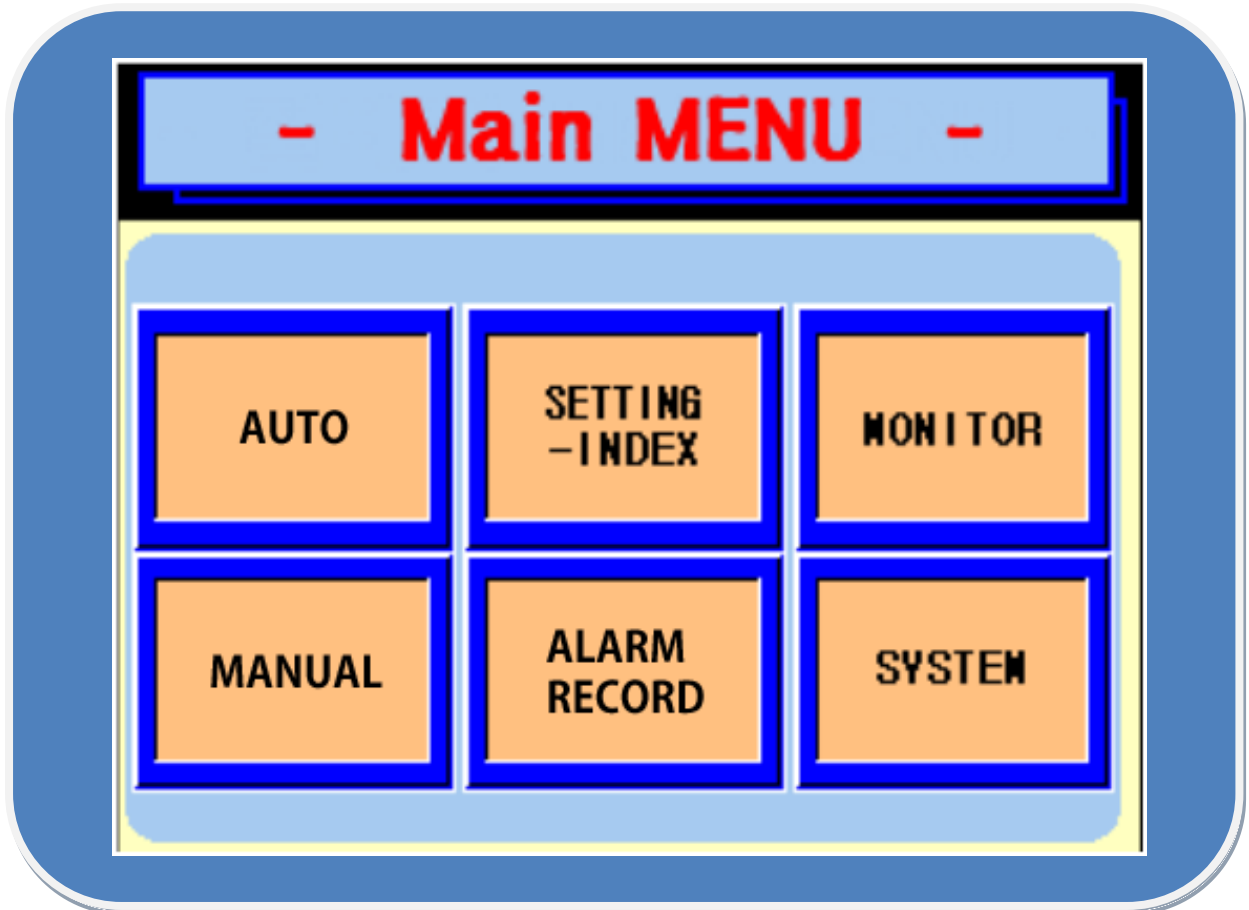 - Main MENU -
AUTO
SETTING
-INDEX
MONITOR
MANUAL
ALARM
RECORD
SYSTEM